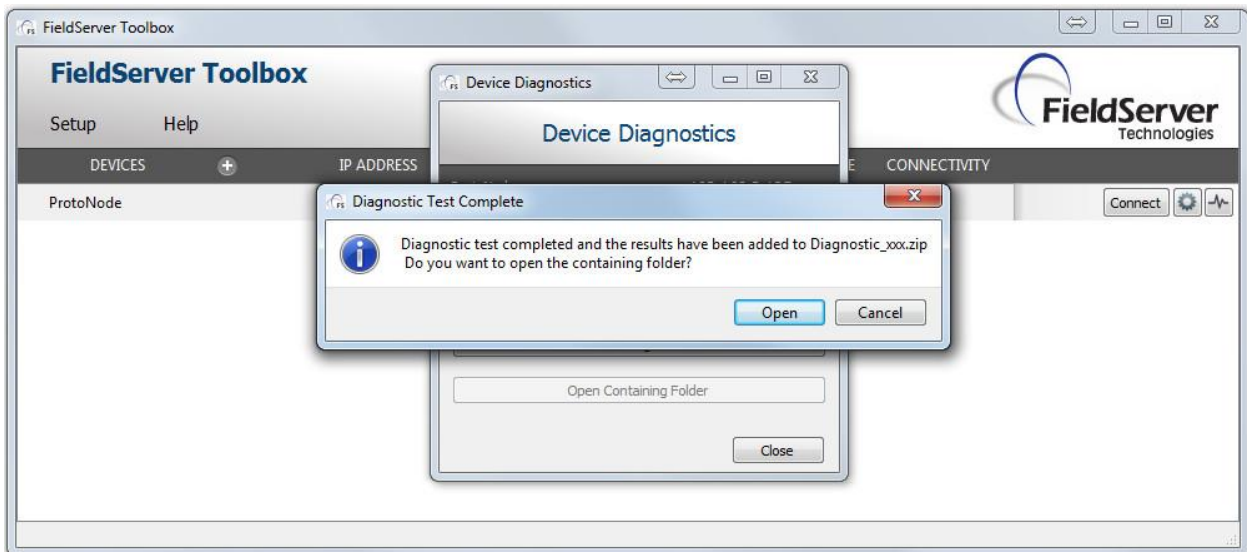 FieldServer Toolbox
FieldServer Toolbox
FieldServer
Technologies
Setup Help
DEVICES IP ADDRESS CONNECTIVITY
ProtoNode
Connect
Device Diagnostics
Device Diagnostics
Diagnostic Test Complete
Diagnostic test completed and the results have been added to Diagnostic_xxx.zip
Do you want to open the containing folder?
Open Cancel
Open Containing Folder
Close